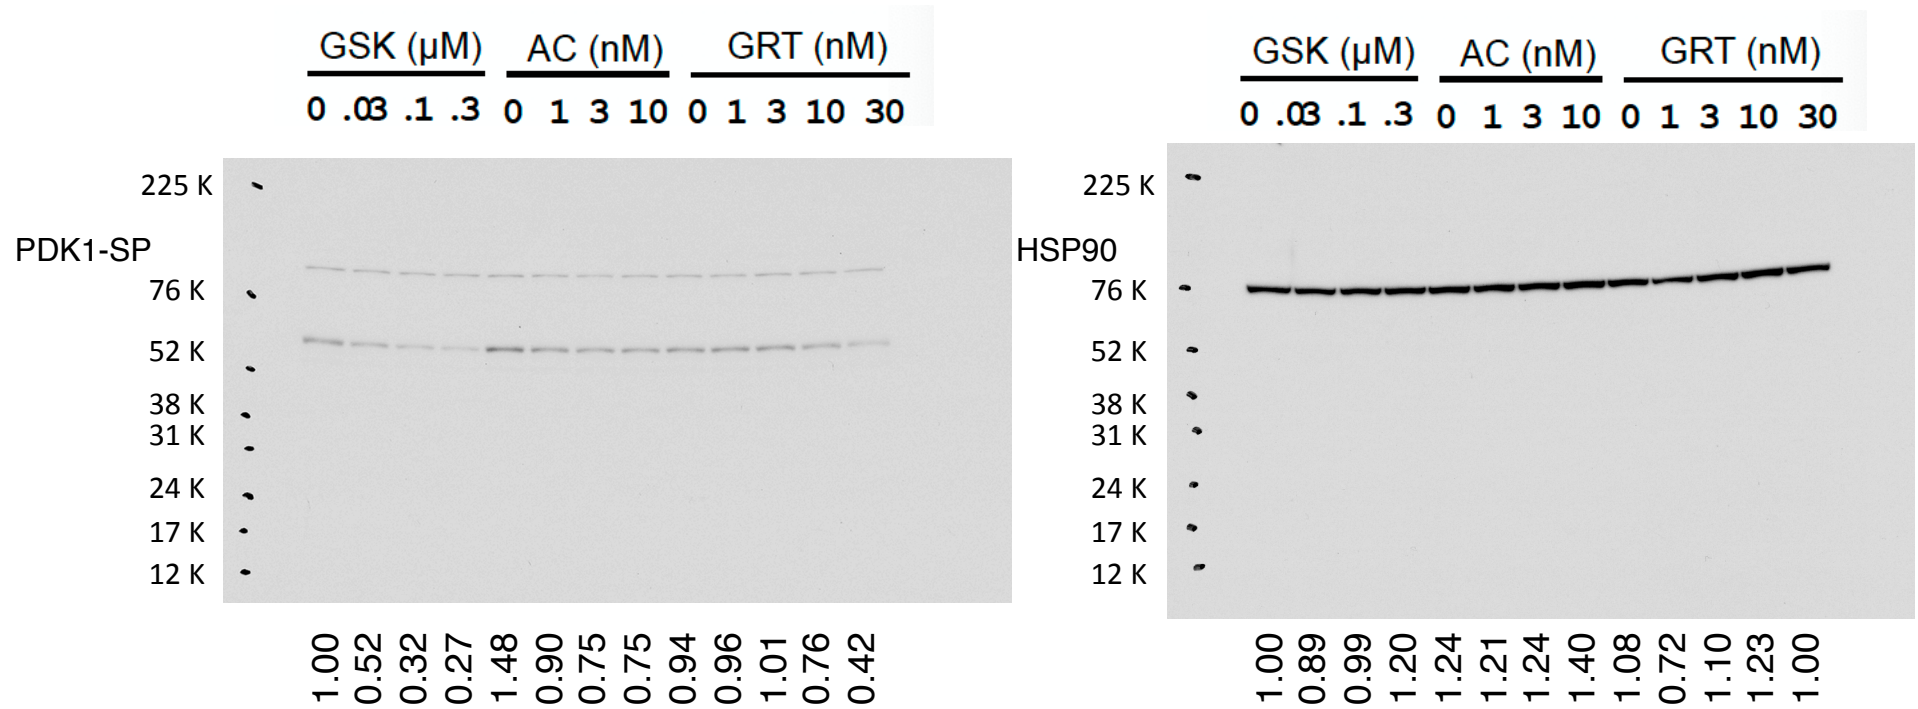 GSK (µM) AC (nM) GRT (nM)
0 .03 .1 .3 0 1 3 10 0 1 3 10 30
225 K
PDK1-SP
76 K
52 K
38 K
31 K
24 K
17 K
12 K
1.00 0.52 0.32 0.27 1.48 0.90 0.75 0.75 0.94 0.96 1.01 0.76 0.42
GSK (µM) AC (nM) GRT (nM)
0 .03 .1 .3 0 1 3 10 0 1 3 10 30
225 K
HSP90
76 K
52 K
38 K
31 K
24 K
17 K
12 K
1.00 0.89 0.99 1.20 1.24 1.21 1.24 1.40 1.08 0.72 1.10 1.23 1.00